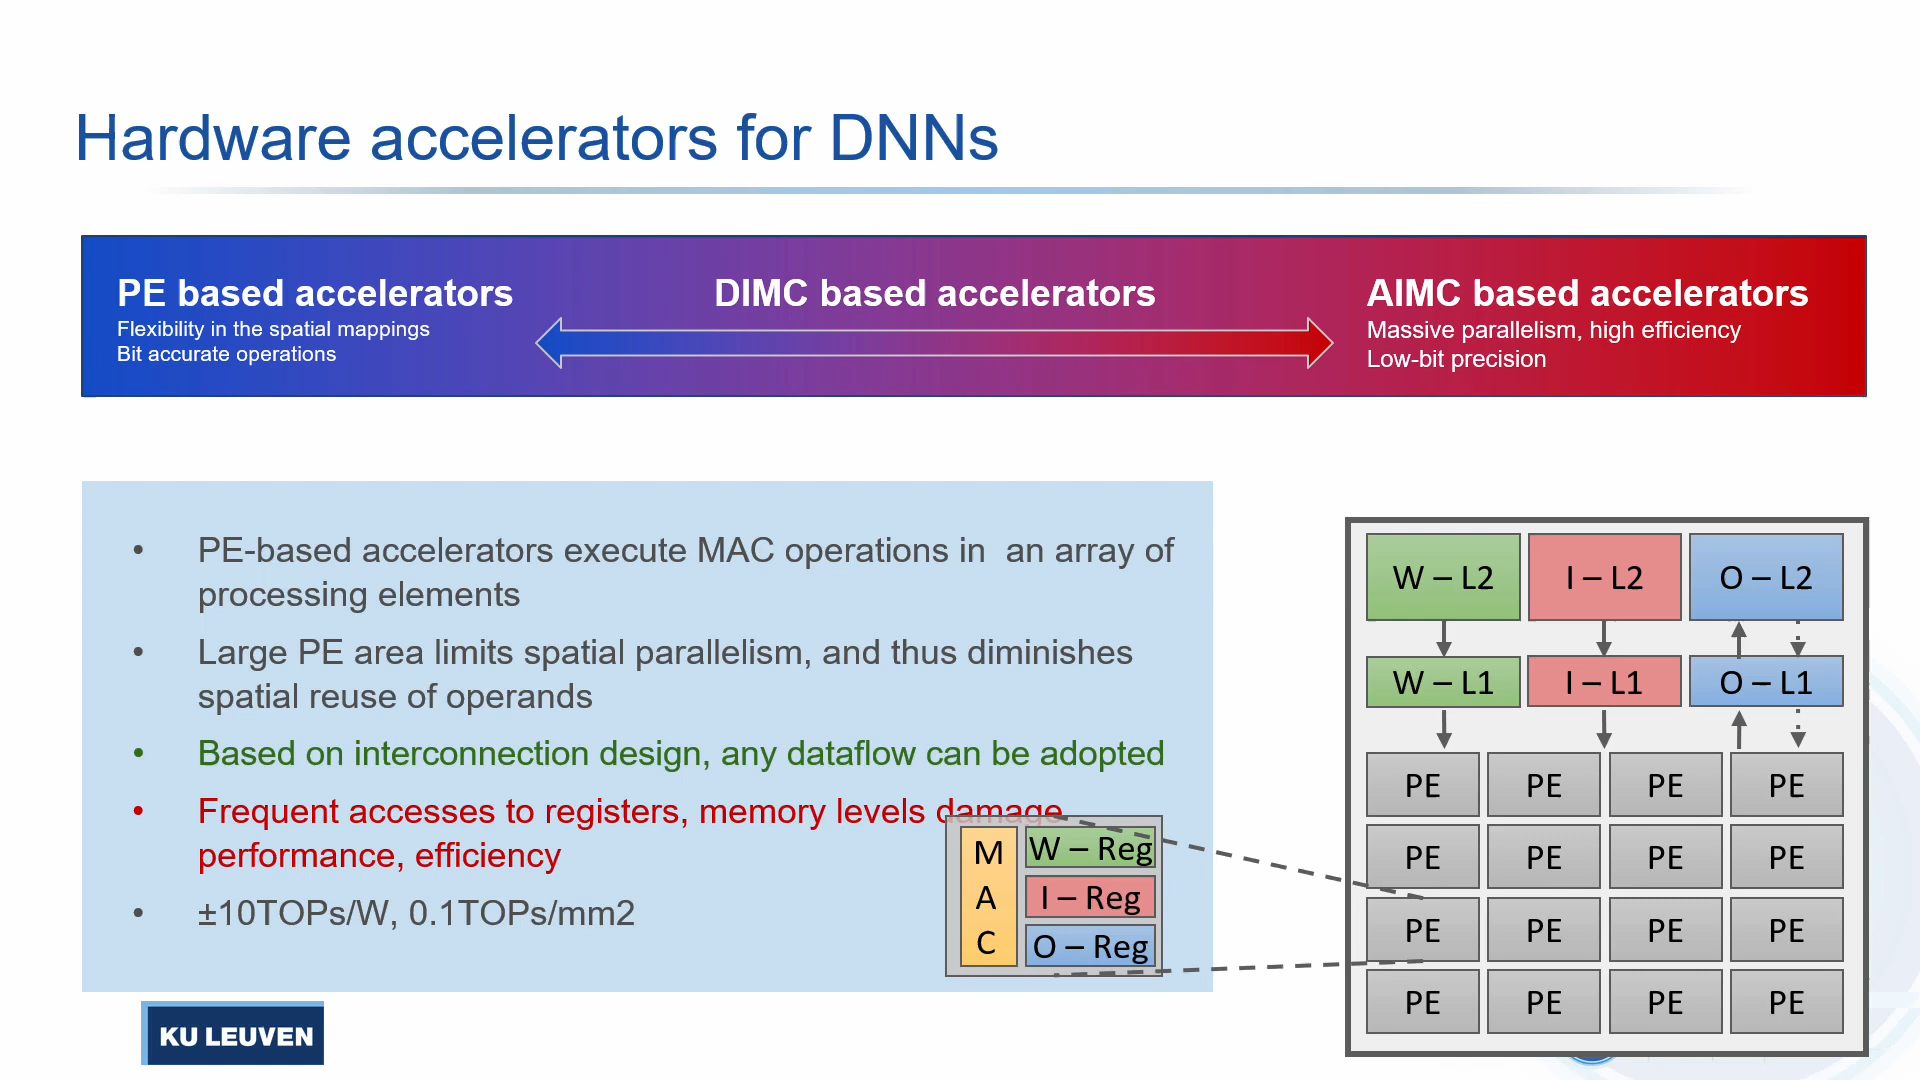 Hardware accelerators for DNNs
PE based accelerators
Flexibility in the spatial mappings
Bit accurate operations
DIMC based accelerators
AIMC based accelerators
Massive parallelism, high efficiency
Low-bit precision
• PE-based accelerators execute MAC operations in  an array of
processing elements
• Large PE area limits spatial parallelism, and thus diminishes
spatial reuse of operands
• Based on interconnection design, any dataflow can be adopted
• Frequent accesses to registers, memory levels damage
performance, efficiency
• ±10TOPs/W, 0.1TOPs/mm2
M
A
C
W – Reg
I – Reg
O – Reg
W – L2 I – L2 O – L2
W – L1 I – L1 O – L1
PE PE PE PE
PE PE PE PE
PE PE PE PE
PE PE PE PE
KU LEUVEN